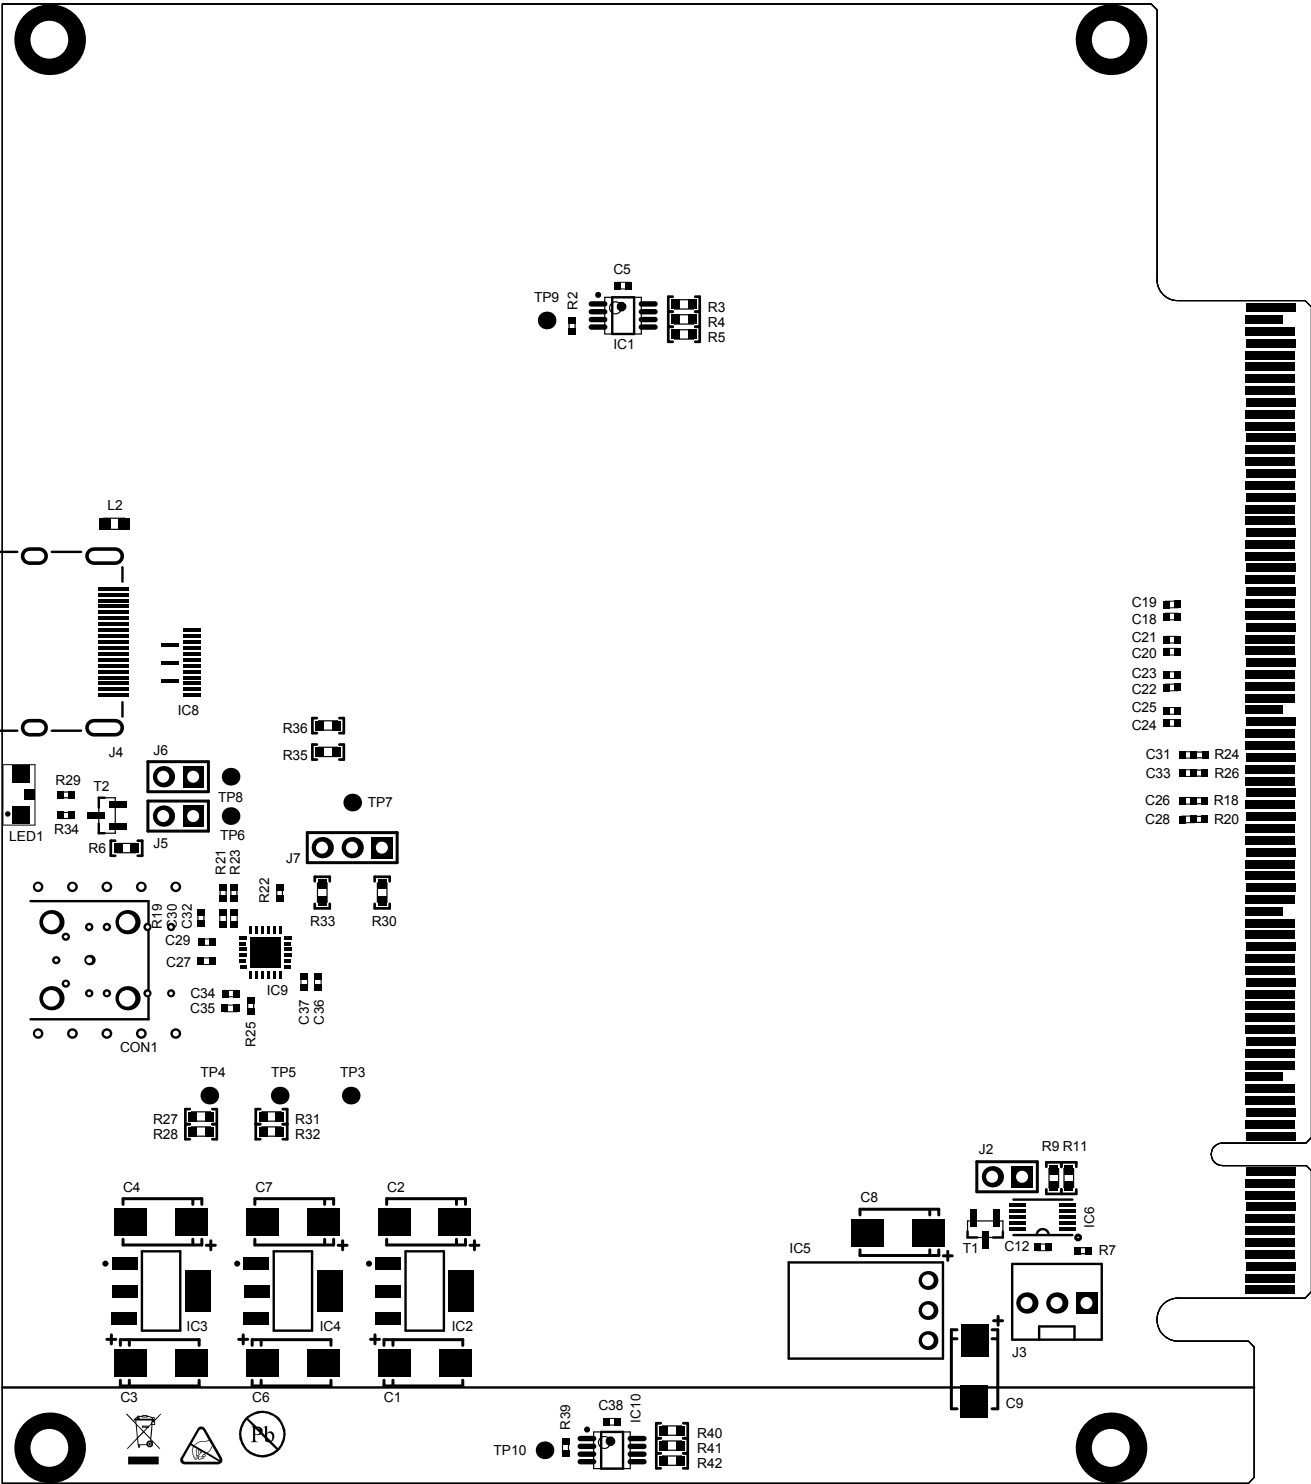 C5
TP9
R2
R3
R4
R5
IC1
L2
C19
C18
C21
C20
C23
C22
C25
C24
IC8
R36
R35
J4
J6
C31
R24
C33
R26
C26
R18
C28
R20
R29
T2
TP8
TP7
LED1
R34
R6
J5
TP6
J7
R21
R23
R22
R33
R30
R19
C30
C32
C29
C27
IC9
C34
C35
R25
C37
C36
CON1
TP4
TP5
TP3
R27
R28
R31
R32
J2
R9
R11
C4
C7
C2
C8
IC6
+
+
+
T1
C12
R7
IC5
+
IC3
IC4
IC2
+
+
+
+
J3
C3
C6
C1
C9
Pb
R39
C38
IC10
TP10
R40
R41
R42